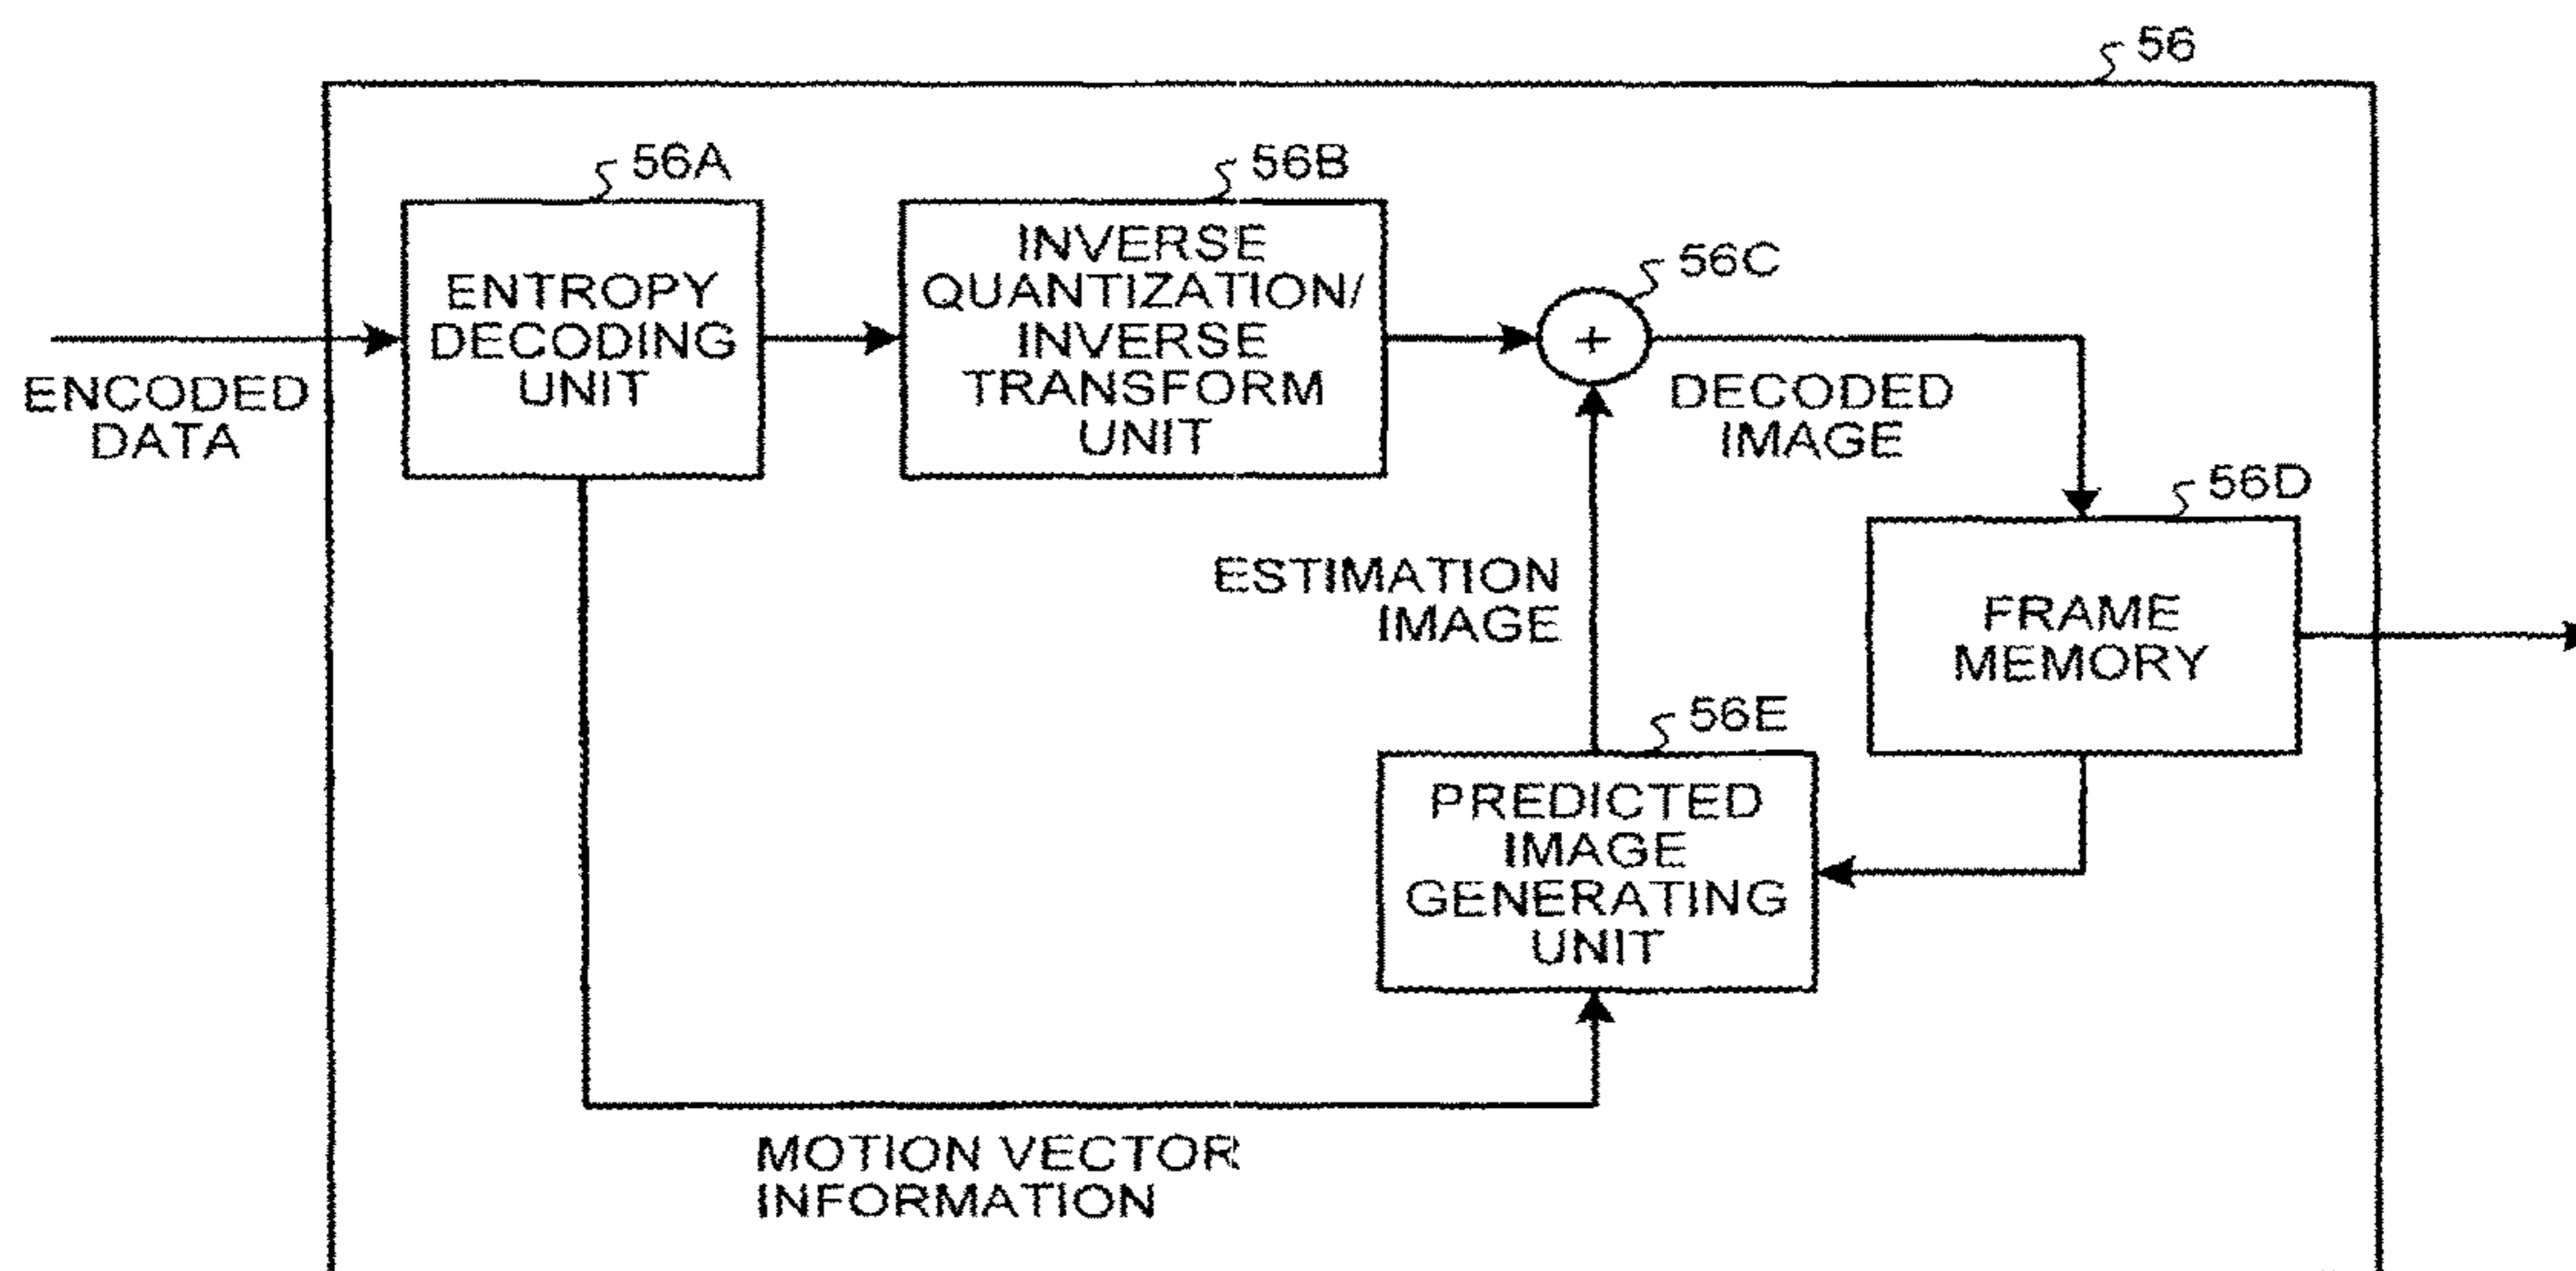 56
56A
56B
ENTROPY
DECODING
UNIT
INVERSE
QUANTIZATION/
INVERSE
TRANSFORM
UNIT
56C
+
ENCODED
DATA
DECODED
IMAGE
56D
ESTIMATION
IMAGE
FRAME
MEMORY
56E
PREDICTED
IMAGE
GENERATING
UNIT
MOTION VECTOR
INFORMATION